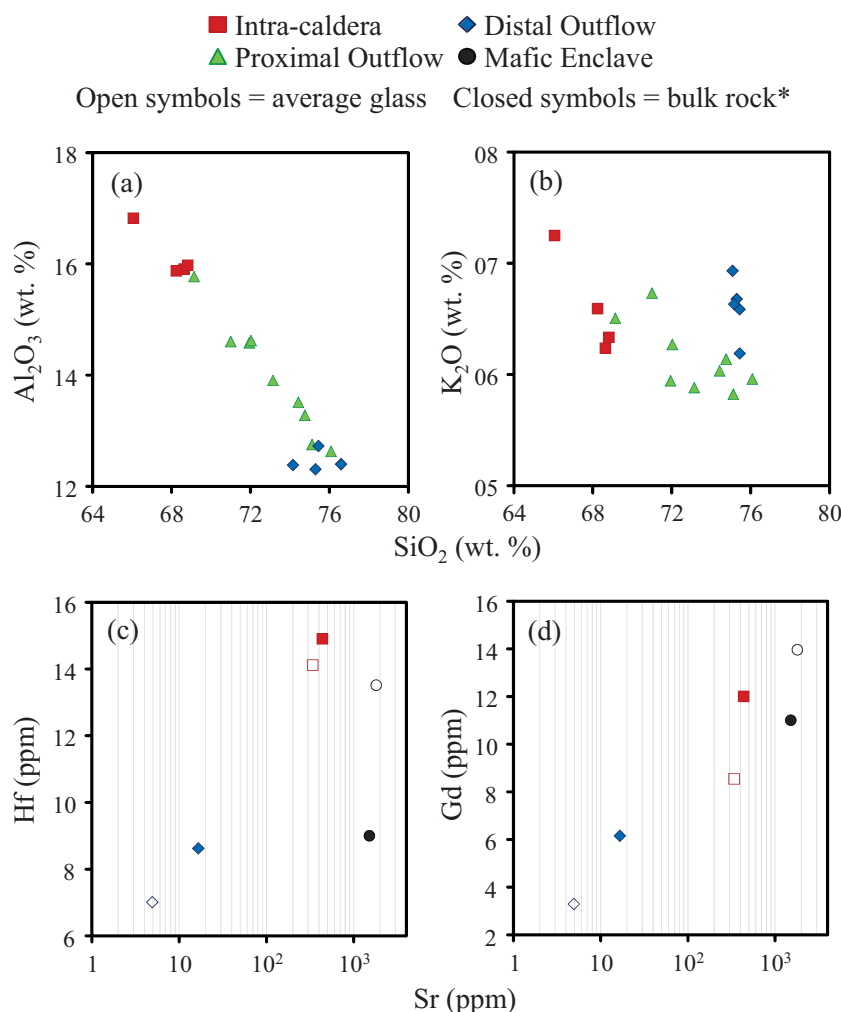 Intra-caldera Distal Outflow
Proximal Outflow Mafic Enclave
Open symbols = average glass Closed symbols = bulk rock*
(a)
Al₂O₃ (wt. %)
18
16
14
12
64 68 72 76 80
(b)
K₂O (wt. %)
08
07
06
05
64 68 72 76 80
SiO₂ (wt. %)
(c)
Hf (ppm)
16
14
12
10
8
6
1 10 10² 10³
(d)
Gd (ppm)
16
14
12
10
8
6
4
2
1 10 10² 10³
Sr (ppm)